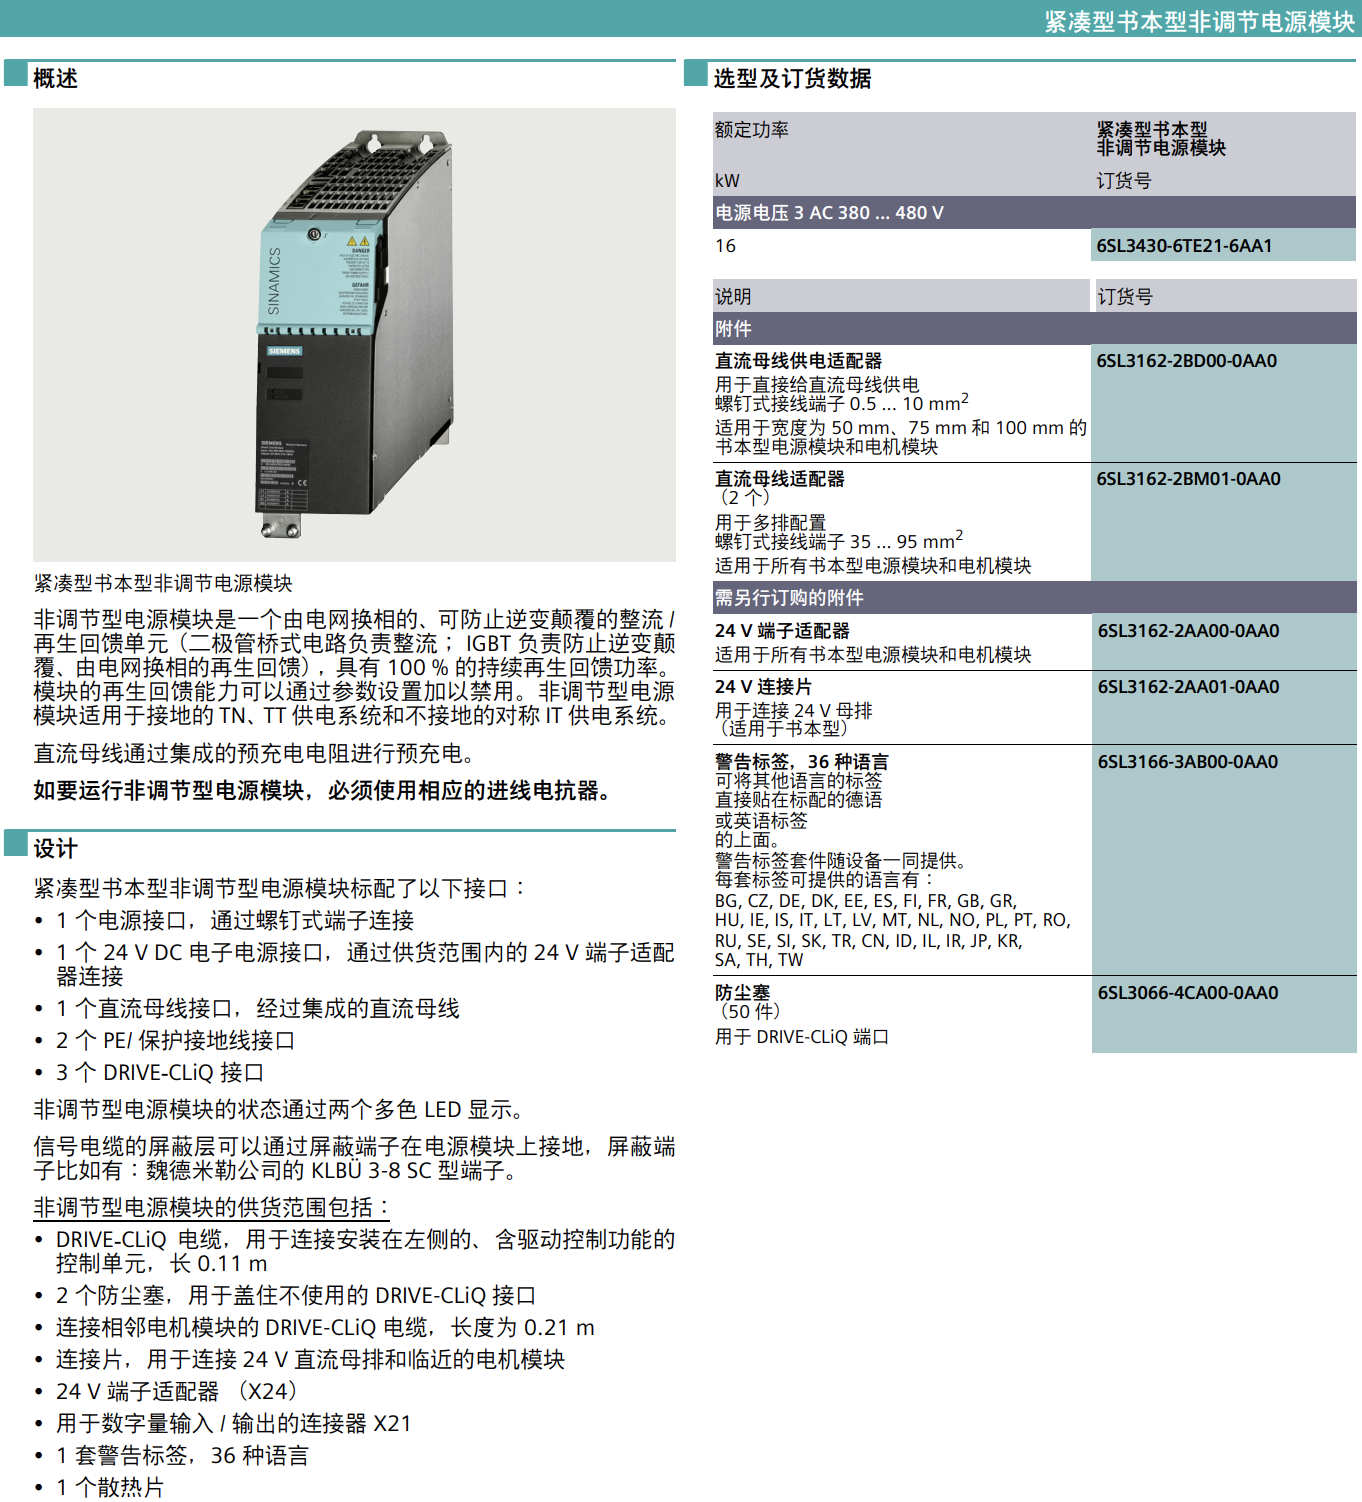 紧凑型书本型非调节电源模块
概述
SINAMICS
DANGER
GEFAHR
SIEMENS
SIEMENS
紧凑型书本型非调节电源模块
非调节型电源模块是一个由电网换相的、可防止逆变颠覆的整流 /
再生回馈单元（二极管桥式电路负责整流； IGBT 负责防止逆变颠
覆、由电网换相的再生回馈），具有 100 % 的持续再生回馈功率。
模块的再生回馈能力可以通过参数设置加以禁用。非调节型电源
模块适用于接地的 TN、TT 供电系统和不接地的对称 IT 供电系统。
直流母线通过集成的预充电电阻进行预充电。
如要运行非调节型电源模块，必须使用相应的进线电抗器。
设计
紧凑型书本型非调节型电源模块标配了以下接口：
• 1 个电源接口，通过螺钉式端子连接
• 1 个 24 V DC 电子电源接口，通过供货范围内的 24 V 端子适配
器连接
• 1 个直流母线接口，经过集成的直流母线
• 2 个 PE/ 保护接地线接口
• 3 个 DRIVE-CLiQ 接口
非调节型电源模块的状态通过两个多色 LED 显示。
信号电缆的屏蔽层可以通过屏蔽端子在电源模块上接地，屏蔽端
子比如有：魏德米勒公司的 KLBÜ 3-8 SC 型端子。
非调节型电源模块的供货范围包括：
• DRIVE-CLiQ 电缆，用于连接安装在左侧的、含驱动控制功能的
控制单元，长 0.11 m
• 2 个防尘塞，用于盖住不使用的 DRIVE-CLiQ 接口
• 连接相邻电机模块的 DRIVE-CLiQ 电缆，长度为 0.21 m
• 连接片，用于连接 24 V 直流母排和临近的电机模块
• 24 V 端子适配器 （X24）
• 用于数字量输入 / 输出的连接器 X21
• 1 套警告标签，36 种语言
• 1 个散热片
选型及订货数据
额定功率 紧凑型书本型
非调节电源模块
kW 订货号
电源电压 3 AC 380 ... 480 V
16 6SL3430-6TE21-6AA1
说明 订货号
附件
直流母线供电适配器 6SL3162-2BD00-0AA0
用于直接给直流母线供电
螺钉式接线端子 0.5 ... 10 mm²
适用于宽度为 50 mm、75 mm 和 100 mm 的
书本型电源模块和电机模块
直流母线适配器 6SL3162-2BM01-0AA0
（2 个）
用于多排配置
螺钉式接线端子 35 ... 95 mm²
适用于所有书本型电源模块和电机模块
需另行订购的附件
24 V 端子适配器 6SL3162-2AA00-0AA0
适用于所有书本型电源模块和电机模块
24 V 连接片 6SL3162-2AA01-0AA0
用于连接 24 V 母排
（适用于书本型）
警告标签，36 种语言 6SL3166-3AB00-0AA0
可将其他语言的标签
直接贴在标配的德语
或英语标签
的上面。
警告标签套件随设备一同提供。
每套标签可提供的语言有：
BG, CZ, DE, DK, EE, ES, FI, FR, GB, GR,
HU, IE, IS, IT, LT, LV, MT, NL, NO, PL, PT, RO,
RU, SE, SI, SK, TR, CN, ID, IL, IR, JP, KR,
SA, TH, TW
防尘塞 6SL3066-4CA00-0AA0
（50 件）
用于 DRIVE-CLiQ 端口